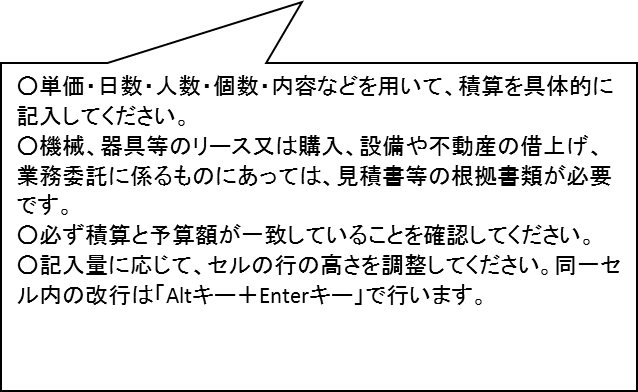 〇単価・日数・人数・個数・内容などを用いて、積算を具体的に
記入してください。
〇機械、器具等のリース又は購入、設備や不動産の借上げ、
業務委託に係るものにあっては、見積書等の根拠書類が必要
です。
〇必ず積算と予算額が一致していることを確認してください。
〇記入量に応じて、セルの行の高さを調整してください。同一セ
ル内の改行は「Altキー＋Enterキー」で行います。